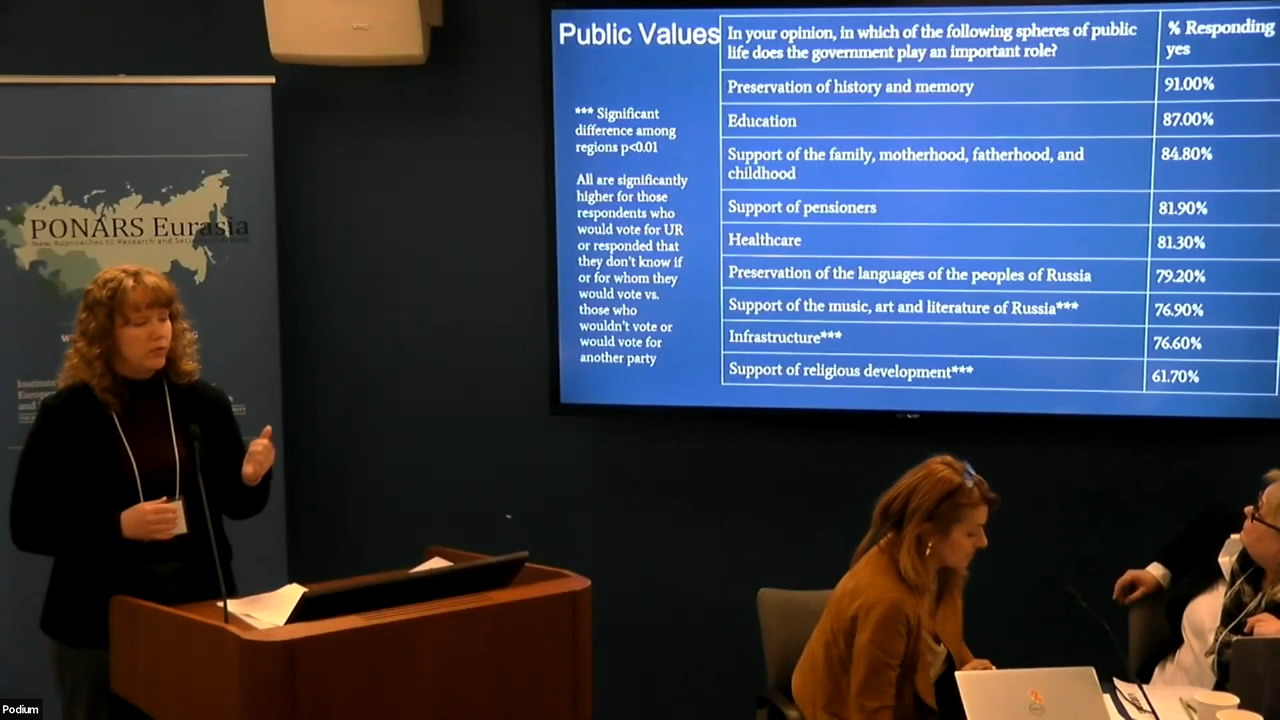 Public Values
*** Significant
difference among
regions p<0.01
All are significantly
higher for those
respondents who
would vote for UR
or responded that
they don't know if
or for whom they
would vote vs.
those who
wouldn't vote or
would vote for
another party
In your opinion, in which of the following spheres of public
life does the government play an important role?
% Responding
yes
Preservation of history and memory
91.00%
Education
87.00%
Support of the family, motherhood, fatherhood, and
childhood
84.80%
Support of pensioners
81.90%
Healthcare
81.30%
Preservation of the languages of the peoples of Russia
79.20%
Support of the music, art and literature of Russia***
76.90%
Infrastructure***
76.60%
Support of religious development***
61.70%
PONARS Eurasia
New Approaches to Research and
Podium